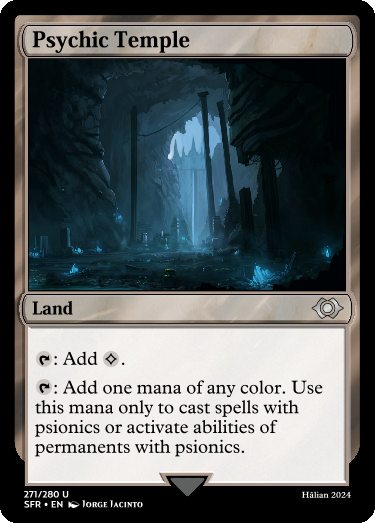 Psychic Temple
Land
: Add .
: Add one mana of any color. Use
this mana only to cast spells with
psionics or activate abilities of
permanents with psionics.
271/280 U
SFR • EN Jorge Jacinto
Hâlian 2024